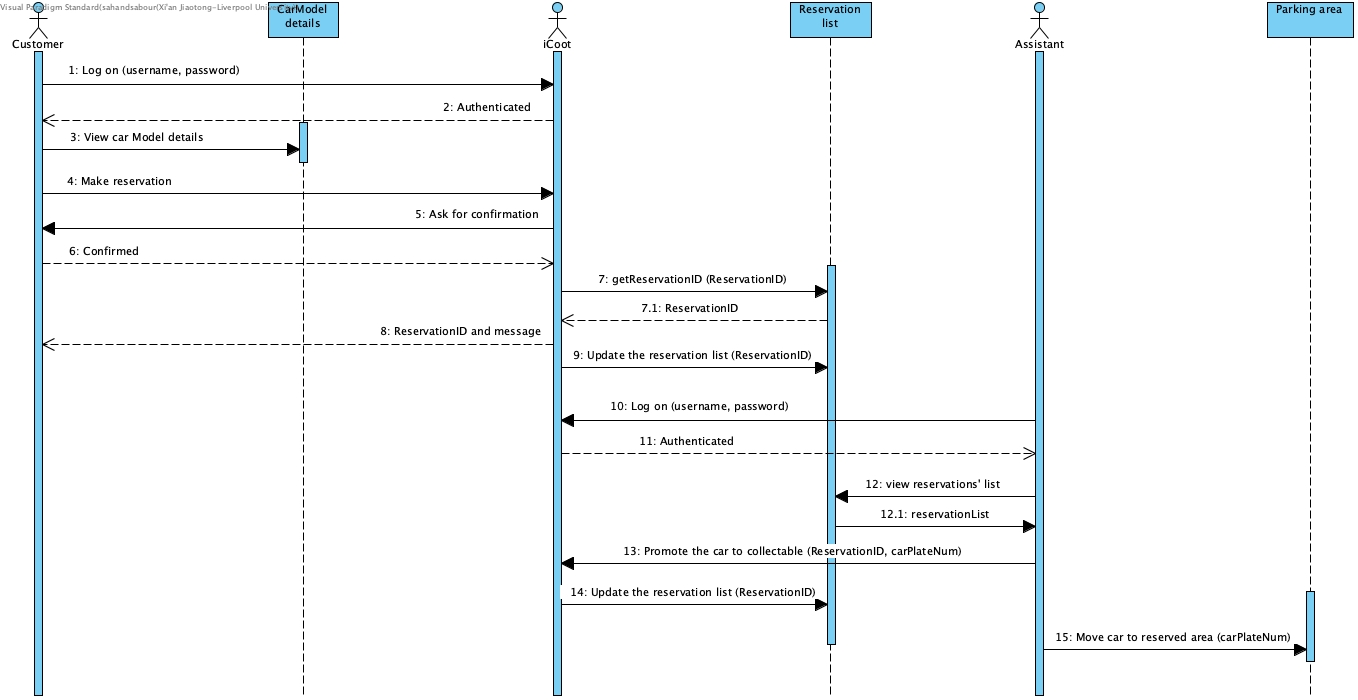 Visual Paradigm Standard(sahandsabour(Xi'an Jiaotong-Liverpool
CarModel
details
Reservation
list
Parking area
Customer
iCoot
Assistant
1: Log on (username, password)
2: Authenticated
3: View car Model details
4: Make reservation
5: Ask for confirmation
6: Confirmed
7: getReservationID (ReservationID)
7.1: ReservationID
8: ReservationID and message
9: Update the reservation list (ReservationID)
10: Log on (username, password)
11: Authenticated
12: view reservations' list
12.1: reservationList
13: Promote the car to collectable (ReservationID, carPlateNum)
14: Update the reservation list (ReservationID)
15: Move car to reserved area (carPlateNum)